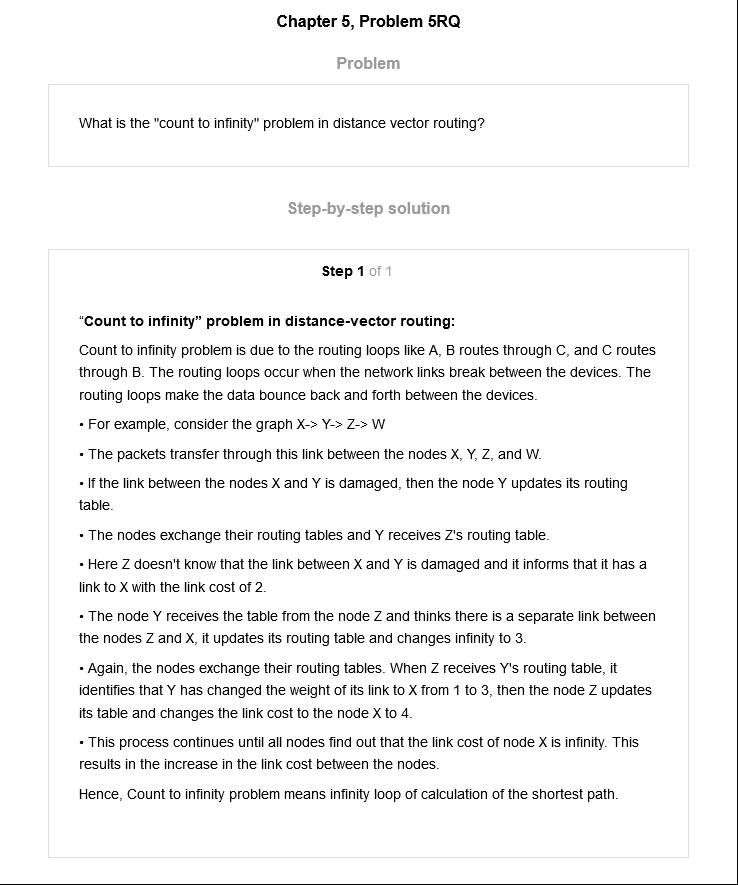 Chapter 5, Problem 5RQ
Problem
What is the "count to infinity" problem in distance vector routing?
Step-by-step solution
Step 1 of 1
“Count to infinity” problem in distance-vector routing:
Count to infinity problem is due to the routing loops like A, B routes through C, and C routes
through B. The routing loops occur when the network links break between the devices. The
routing loops make the data bounce back and forth between the devices.
• For example, consider the graph X-> Y-> Z-> W
• The packets transfer through this link between the nodes X, Y, Z, and W.
• If the link between the nodes X and Y is damaged, then the node Y updates its routing
table.
• The nodes exchange their routing tables and Y receives Z's routing table.
• Here Z doesn't know that the link between X and Y is damaged and it informs that it has a
link to X with the link cost of 2.
• The node Y receives the table from the node Z and thinks there is a separate link between
the nodes Z and X, it updates its routing table and changes infinity to 3.
• Again, the nodes exchange their routing tables. When Z receives Y's routing table, it
identifies that Y has changed the weight of its link to X from 1 to 3, then the node Z updates
its table and changes the link cost to the node X to 4.
• This process continues until all nodes find out that the link cost of node X is infinity. This
results in the increase in the link cost between the nodes.
Hence, Count to infinity problem means infinity loop of calculation of the shortest path.